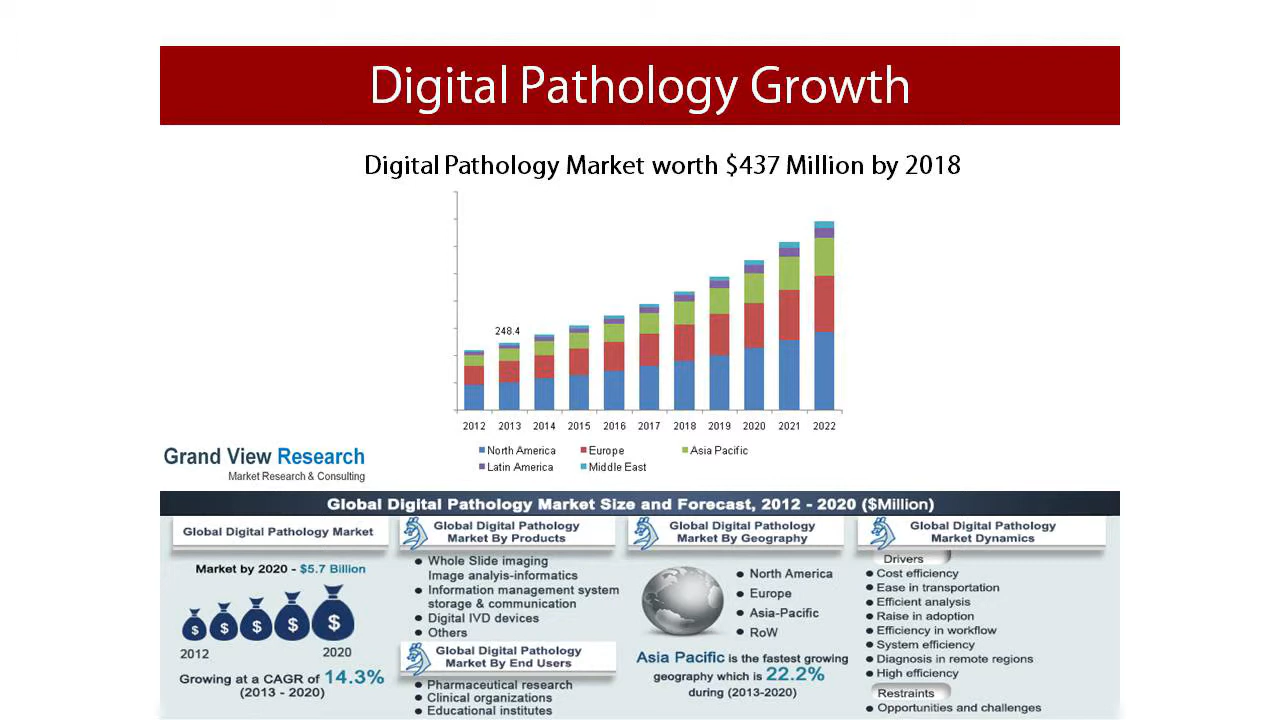 Digital Pathology Growth
Digital Pathology Market worth $437 Million by 2018
248.4
2012 2013 2014 2015 2016 2017 2018 2019 2020 2021 2022
North America Europe Asia Pacific
Latin America Middle East
Grand View Research
Market Research & Consulting
Global Digital Pathology Market Size and Forecast, 2012 - 2020 ($Million)
Global Digital Pathology Market
Market by 2020 - $5.7 Billion
$ $ $ $ $
2012 2020
Growing at a CAGR of 14.3%
(2013 - 2020)
Global Digital Pathology
Market By Products
Whole Slide imaging
Image analyis-informatics
Information management system
storage & communication
Digital IVD devices
Others
Global Digital Pathology
Market By End Users
Pharmaceutical research
Clinical organizations
Educational institutes
Global Digital Pathology
Market By Geography
North America
Europe
Asia-Pacific
RoW
Asia Pacific is the fastest growing
geography which is 22.2%
during (2013-2020)
Global Digital Pathology
Market Dynamics
Drivers
Cost efficiency
Ease in transportation
Efficient analysis
Raise in adoption
Efficiency in workflow
System efficiency
Diagnosis in remote regions
High efficiency
Restraints
Opportunities and challenges